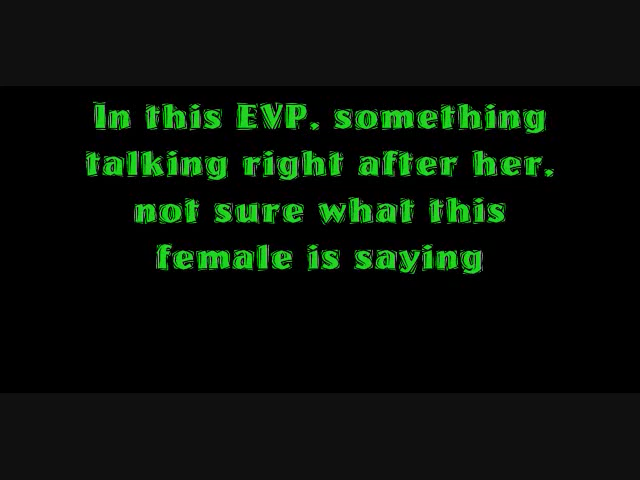 In this EVP, something
talking right after her,
not sure what this
female is saying